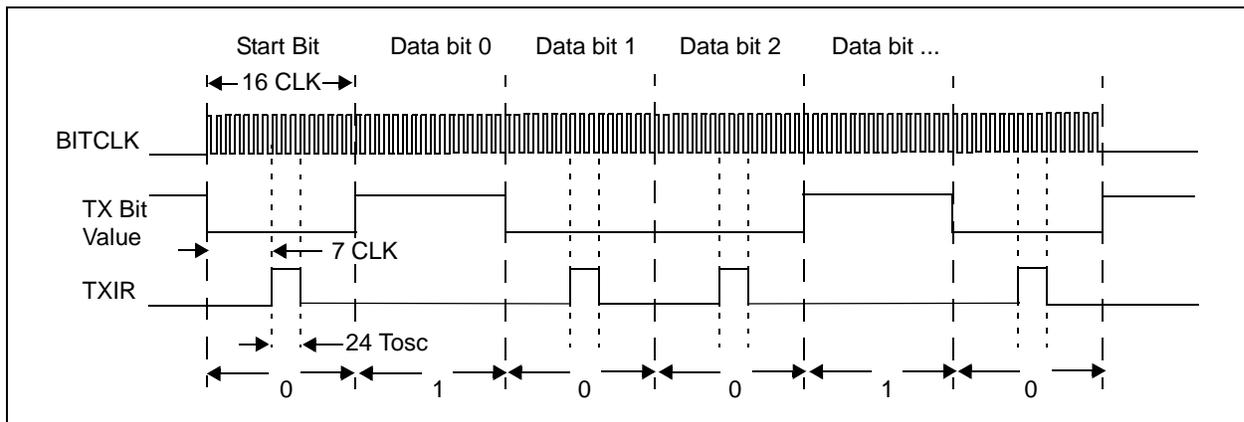 Start Bit Data bit 0 Data bit 1 Data bit 2 Data bit ...
16 CLK
BITCLK
TX Bit
Value
7 CLK
TXIR
24 Tosc
0 1 0 0 1 0